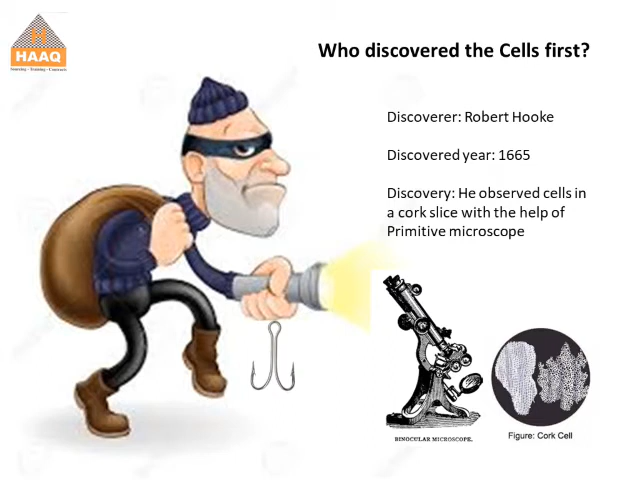 H
HAAQ
Who discovered the Cells first?
Discoverer: Robert Hooke
Discovered year: 1665
Discovery: He observed cells in
a cork slice with the help of
Primitive microscope
BINOCULAR MICROSCOPE.
Figure: Cork Cell